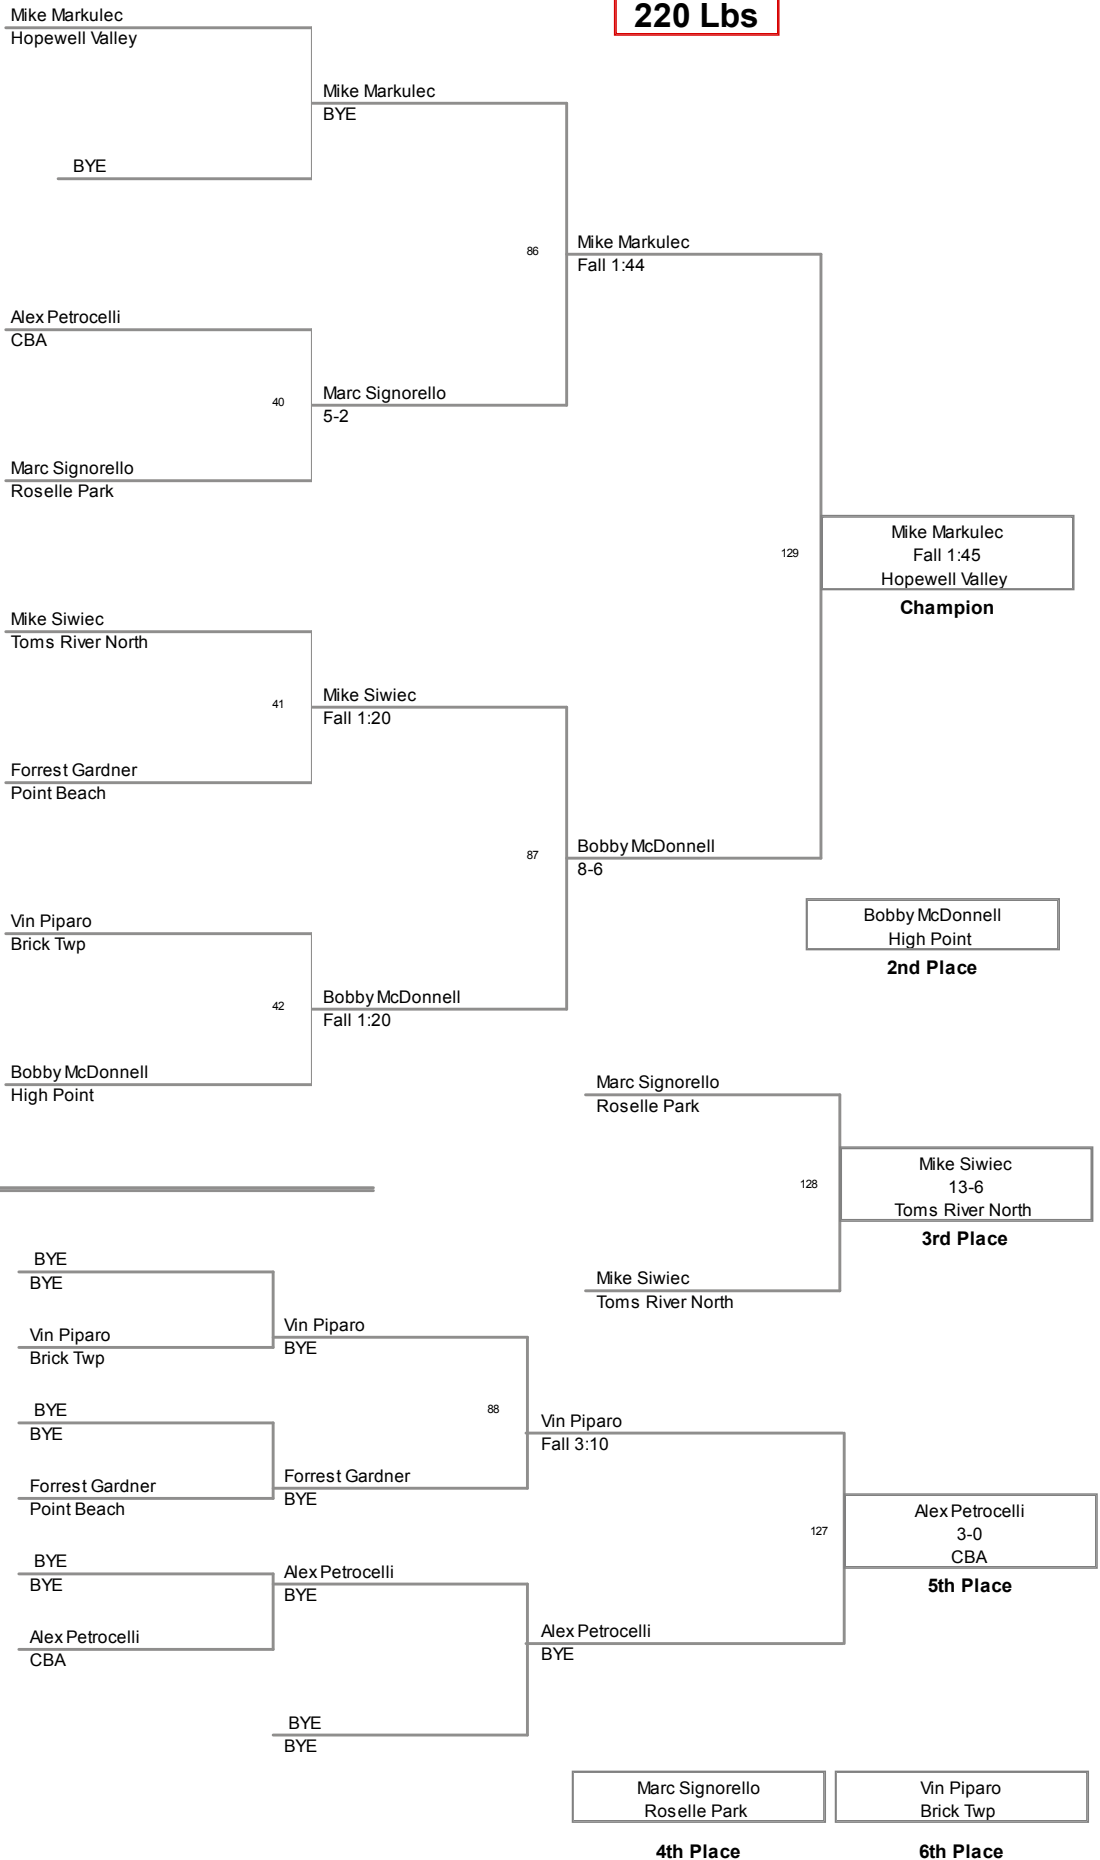 220 Lbs
Mike Markulec
Hopewell Valley
Mike Markulec
BYE
BYE
86
Mike Markulec
Fall 1:44
Alex Petrocelli
CBA
40
Marc Signorello
5-2
Marc Signorello
Roselle Park
129
Mike Markulec
Fall 1:45
Hopewell Valley
Champion
Mike Siwiec
Toms River North
41
Mike Siwiec
Fall 1:20
Forrest Gardner
Point Beach
87
Bobby McDonnell
8-6
Vin Piparo
Brick Twp
Bobby McDonnell
High Point
2nd Place
42
Bobby McDonnell
Fall 1:20
Bobby McDonnell
High Point
Marc Signorello
Roselle Park
128
Mike Siwiec
13-6
Toms River North
3rd Place
Mike Siwiec
Toms River North
BYE
BYE
Vin Piparo
BYE
Vin Piparo
Brick Twp
88
Vin Piparo
Fall 3:10
BYE
BYE
Forrest Gardner
BYE
Forrest Gardner
Point Beach
127
Alex Petrocelli
3-0
CBA
5th Place
BYE
BYE
Alex Petrocelli
BYE
Alex Petrocelli
CBA
Alex Petrocelli
BYE
BYE
BYE
Marc Signorello
Roselle Park
4th Place
Vin Piparo
Brick Twp
6th Place